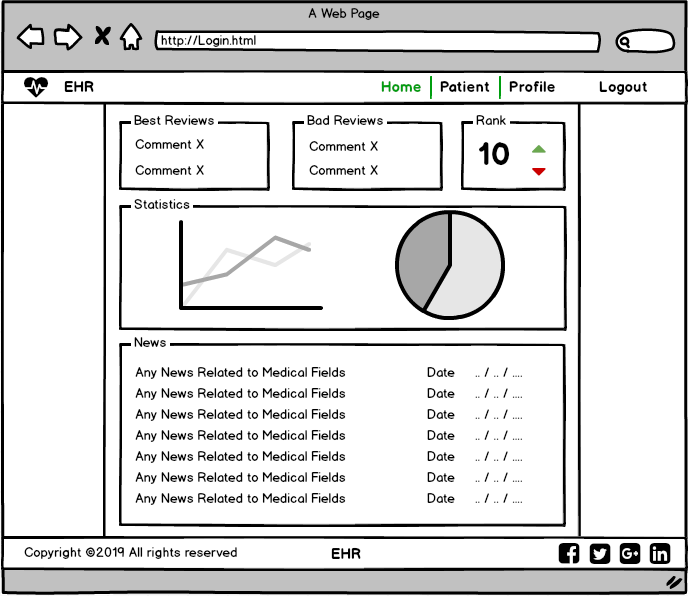 A Web Page
http://Login.html
EHR Home Patient Profile Logout
Best Reviews Bad Reviews Rank
Comment X Comment X 10
Comment X Comment X
Statistics
News
Any News Related to Medical Fields Date .. / .. / ....
Any News Related to Medical Fields Date .. / .. / ....
Any News Related to Medical Fields Date .. / .. / ....
Any News Related to Medical Fields Date .. / .. / ....
Any News Related to Medical Fields Date .. / .. / ....
Any News Related to Medical Fields Date .. / .. / ....
Any News Related to Medical Fields Date .. / .. / ....
Copyright ©2019 All rights reserved EHR f G+ in